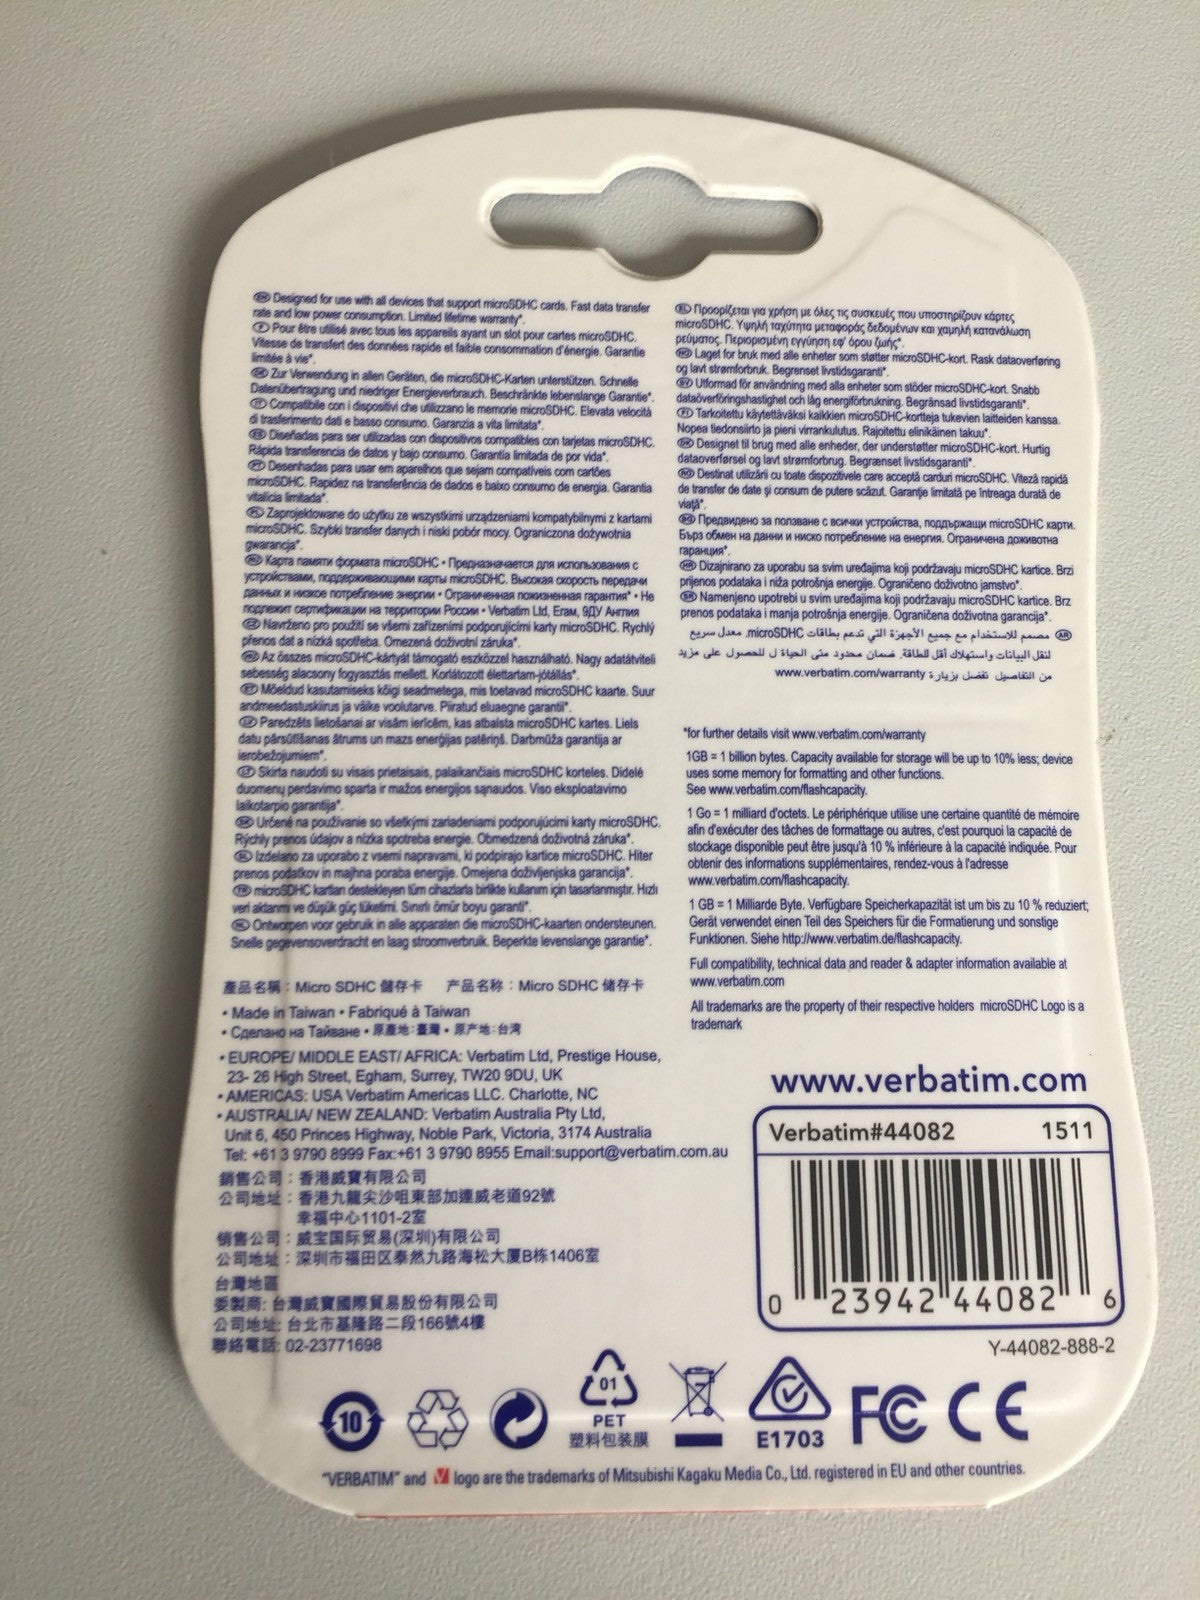 EN Designed for use with all devices that support microSDHC cards. Fast data transfer
rate and low power consumption. Limited lifetime warranty*.
F Pour être utilisé avec tous les appareils ayant un slot pour cartes microSDHC.
Vitesse de transfert des données rapide et faible consommation d'énergie. Garantie
limitée à vie*.
DE Zur Verwendung in allen Geräten, die microSDHC-Karten unterstützen. Schnelle
Datenübertragung und niedriger Energieverbrauch. Beschränkte lebenslange Garantie*.
IT Compatibile con i dispositivi che utilizzano le memorie microSDHC. Elevata velocità
di trasferimento dati e basso consumo. Garanzia a vita limitata*.
ES Diseñadas para ser utilizadas con dispositivos compatibles con tarjetas microSDHC.
Rápida transferencia de datos y bajo consumo. Garantía limitada de por vida*.
PT Desenhadas para usar em aparelhos que sejam compatíveis com cartões
microSDHC. Rapidez na transferência de dados e baixo consumo de energia. Garantia
vitalícia limitada*.
PL Zaprojektowane do użytku ze wszystkimi urządzeniami kompatybilnymi z kartami
microSDHC. Szybki transfer danych i niski pobór mocy. Ograniczona dożywotnia
gwarancja*.
RU Карта памяти формата microSDHC • Предназначается для использования с
устройствами, поддерживающими карты microSDHC. Высокая скорость передачи
данных и низкое потребление энергии • Ограниченная пожизненная гарантия* • Не
подлежит сертификации на территории России • Verbatim Ltd, Егам, 9ДУ Англия
CZ Navrženo pro použití se všemi zařízeními podporujícími karty microSDHC. Rychlý
přenos dat a nízká spotřeba. Omezená doživotní záruka*.
HU Az összes microSDHC-kártyát támogató eszközzel használható. Nagy adatátviteli
sebesség alacsony fogyasztás mellett. Korlátozott élettartam-jótállás*.
ET Mõeldud kasutamiseks kõigi seadmetega, mis toetavad microSDHC kaarte. Suur
andmeedastuskiirus ja väike voolutarve. Piiratud eluaegne garantii*.
LV Paredzēts lietošanai ar visām ierīcēm, kas atbalsta microSDHC kartes. Liels
datu pārsūtīšanas ātrums un mazs enerģijas patēriņš. Darbmūža garantija ar
ierobežojumiem*.
LT Skirta naudoti su visais prietaisais, palaikančiais microSDHC korteles. Didelė
duomenų perdavimo sparta ir mažos energijos sąnaudos. Viso eksploatavimo
laikotarpio garantija*.
SK Určené na používanie so všetkými zariadeniami podporujúcimi karty microSDHC.
Rýchly prenos údajov a nízka spotreba energie. Obmedzená doživotná záruka*.
SL Izdelano za uporabo z vsemi napravami, ki podpirajo kartice microSDHC. Hiter
prenos podatkov in majhna poraba energije. Omejena doživljenjska garancija*.
TR microSDHC kartları destekleyen tüm cihazlarla birlikte kullanım için tasarlanmıştır. Hızlı
veri aktarımı ve düşük güç tüketimi. Sınırlı ömür boyu garanti*.
NL Ontworpen voor gebruik in alle apparaten die microSDHC-kaarten ondersteunen.
Snelle gegevensoverdracht en laag stroomverbruik. Beperkte levenslange garantie*.
產品名稱：Micro SDHC 儲存卡 产品名称：Micro SDHC 储存卡
• Made in Taiwan • Fabriqué à Taiwan
• Сделано на Тайване • 原產地:臺灣 • 原产地:台湾
• EUROPE/ MIDDLE EAST/ AFRICA: Verbatim Ltd, Prestige House,
23- 26 High Street, Egham, Surrey, TW20 9DU, UK
• AMERICAS: USA Verbatim Americas LLC. Charlotte, NC
• AUSTRALIA/ NEW ZEALAND: Verbatim Australia Pty Ltd,
Unit 6, 450 Princes Highway, Noble Park, Victoria, 3174 Australia
Tel: +61 3 9790 8999 Fax:+61 3 9790 8955 Email:support@verbatim.com.au
銷售公司：香港威寶有限公司
公司地址：香港九龍尖沙咀東部加連威老道92號
幸福中心1101-2室
销售公司：威宝国际贸易(深圳)有限公司
公司地址：深圳市福田区泰然九路海松大厦B栋1406室
台灣地區
委製商: 台灣威寶國際貿易股份有限公司
公司地址: 台北市基隆路二段166號4樓
聯絡電話: 02-23771698
EL Προορίζεται για χρήση με όλες τις συσκευές που υποστηρίζουν κάρτες
microSDHC. Υψηλή ταχύτητα μεταφοράς δεδομένων και χαμηλή κατανάλωση
ρεύματος. Περιορισμένη εγγύηση εφ' όρου ζωής*.
NO Laget for bruk med alle enheter som støtter microSDHC-kort. Rask dataoverføring
og lavt strømforbruk. Begrenset livstidsgaranti*.
SV Utformad för användning med alla enheter som stöder microSDHC-kort. Snabb
dataöverföringshastighet och låg energiförbrukning. Begränsad livstidsgaranti*.
FI Tarkoitettu käytettäväksi kaikkien microSDHC-kortteja tukevien laitteiden kanssa.
Nopea tiedonsiirto ja pieni virrankulutus. Rajoitettu elinikäinen takuu*.
DK Designet til brug med alle enheder, der understøtter microSDHC-kort. Hurtig
dataoverførsel og lavt strømforbrug. Begrænset livstidsgaranti*.
RO Destinat utilizării cu toate dispozitivele care acceptă carduri microSDHC. Viteză rapidă
de transfer de date şi consum de putere scăzut. Garanţie limitată pe întreaga durată de
viaţă*.
BG Предвидено за ползване с всички устройства, поддържащи microSDHC карти.
Бърз обмен на данни и ниско потребление на енергия. Ограничена доживотна
гаранция*.
HR Dizajnirano za uporabu sa svim uređajima koji podržavaju microSDHC kartice. Brzi
prijenos podataka i niža potrošnja energije. Ograničeno doživotno jamstvo*.
SR Namenjeno upotrebi u svim uređajima koji podržavaju microSDHC kartice. Brz
prenos podataka i manja potrošnja energije. Ograničena doživotna garancija*.
AR مصمم للاستخدام مع جميع الأجهزة التي تدعم بطاقات microSDHC. معدل سريع
لنقل البيانات واستهلاك أقل للطاقة. ضمان محدود متى الحياة ل للحصول على مزيد
من التفاصيل تفضل بزيارة www.verbatim.com/warranty
*for further details visit www.verbatim.com/warranty
1GB = 1 billion bytes. Capacity available for storage will be up to 10% less; device
uses some memory for formatting and other functions.
See www.verbatim.com/flashcapacity.
1 Go = 1 milliard d'octets. Le périphérique utilise une certaine quantité de mémoire
afin d'exécuter des tâches de formattage ou autres, c'est pourquoi la capacité de
stockage disponible peut être jusqu'à 10 % inférieure à la capacité indiquée. Pour
obtenir des informations supplémentaires, rendez-vous à l'adresse
www.verbatim.com/flashcapacity.
1 GB = 1 Milliarde Byte. Verfügbare Speicherkapazität ist um bis zu 10 % reduziert;
Gerät verwendet einen Teil des Speichers für die Formatierung und sonstige
Funktionen. Siehe http://www.verbatim.de/flashcapacity.
Full compatibility, technical data and reader & adapter information available at
www.verbatim.com
All trademarks are the property of their respective holders microSDHC Logo is a
trademark
www.verbatim.com
Verbatim#44082 1511
0 23942 44082 6
Y-44082-888-2
10
01
PET
塑料包装膜
E1703
FC CE
"VERBATIM" and logo are the trademarks of Mitsubishi Kagaku Media Co., Ltd. registered in EU and other countries.